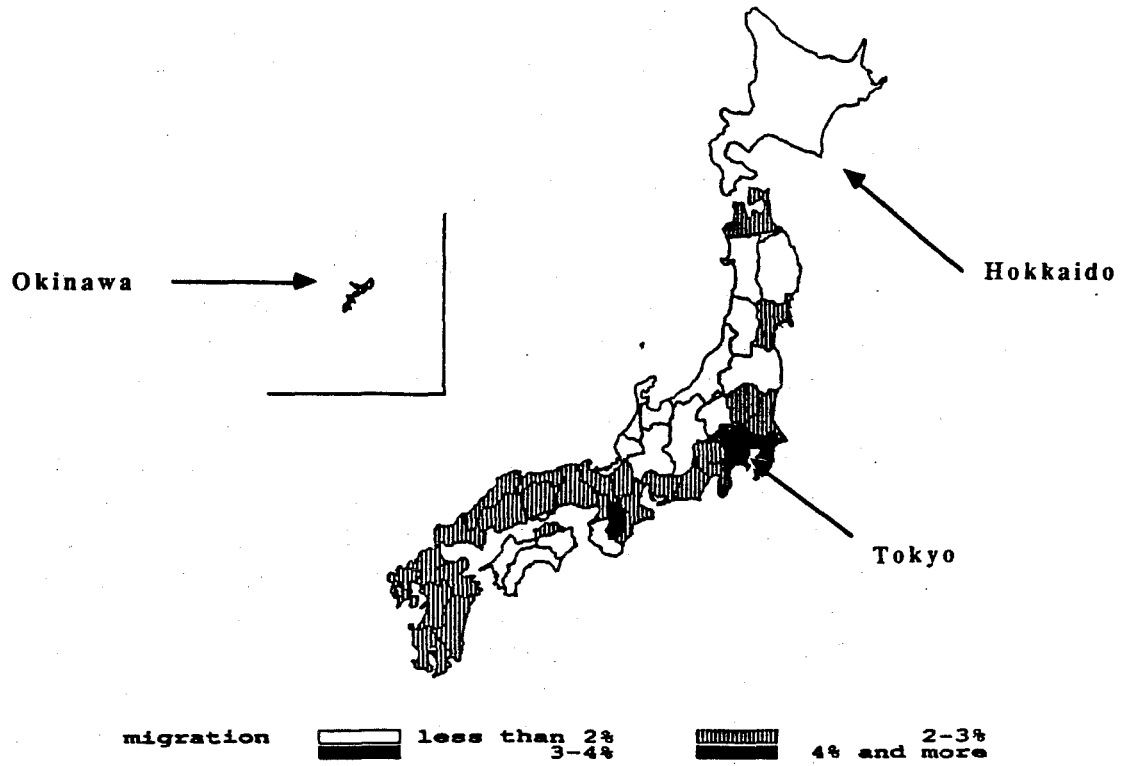 Okinawa
Hokkaido
Tokyo
migration less than 2% 2-3%
3-4% 4% and more